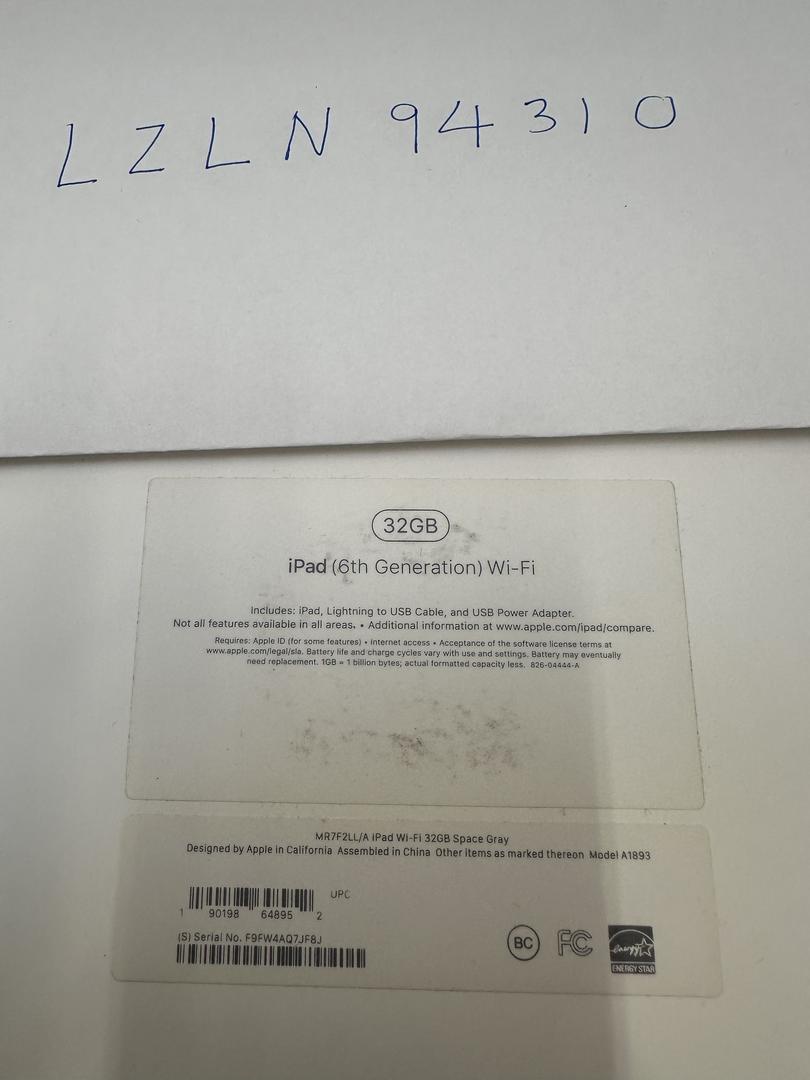 LZLN 94310
32GB
iPad (6th Generation) Wi-Fi
Includes: iPad, Lightning to USB Cable, and USB Power Adapter.
Not all features available in all areas. • Additional information at www.apple.com/ipad/compare.
Requires: Apple ID (for some features) • Internet access • Acceptance of the software license terms at
www.apple.com/legal/sla. Battery life and charge cycles vary with use and settings. Battery may eventually
need replacement. 1GB = 1 billion bytes; actual formatted capacity less. 826-04444-A
MR7F2LL/A iPad Wi-Fi 32GB Space Gray
Designed by Apple in California Assembled in China Other items as marked thereon Model A1893
UPC
1 90198 64895 2
(S) Serial No. F9FW4AQ7JF8J
BC FC energy
ENERGY STAR